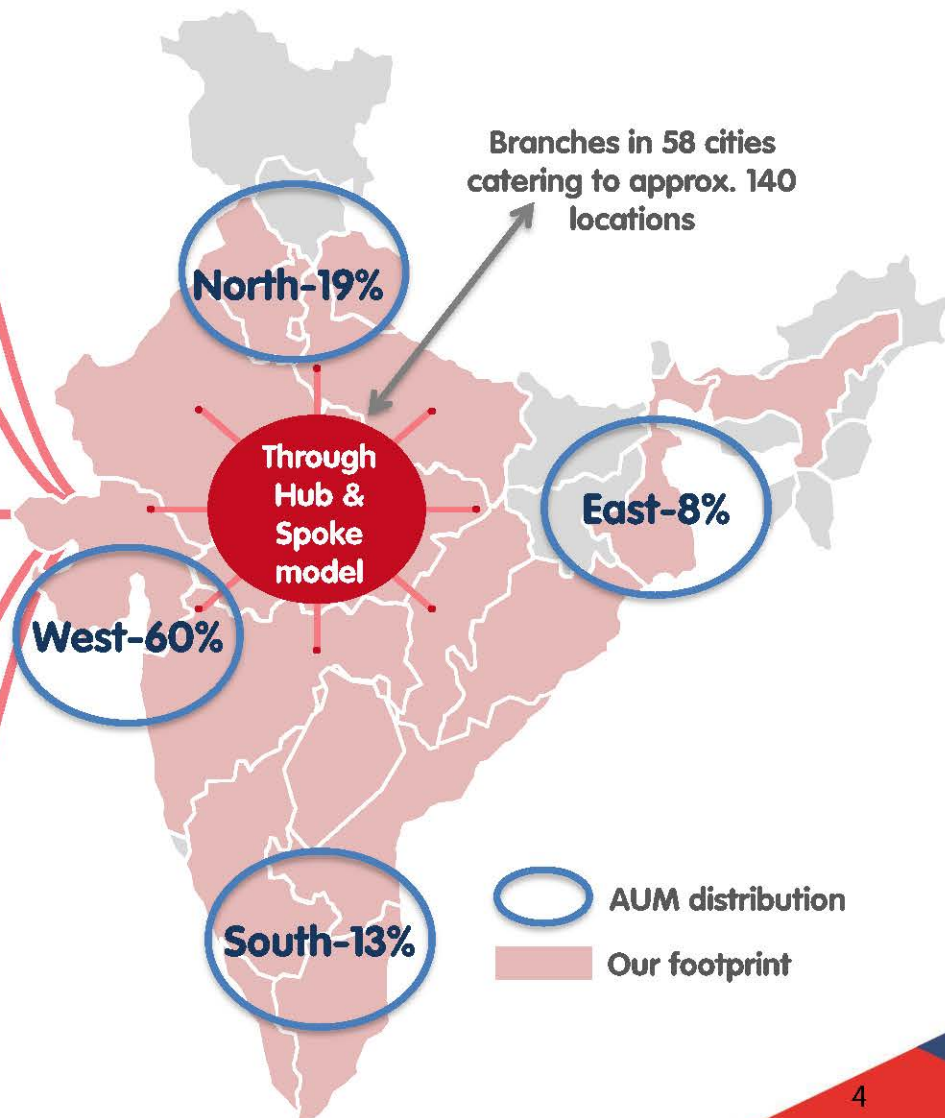 Branches in 58 cities
catering to approx. 140
locations
North-19%
Through
Hub &
Spoke
model
East-8%
West-60%
South-13%
AUM distribution
Our footprint
4